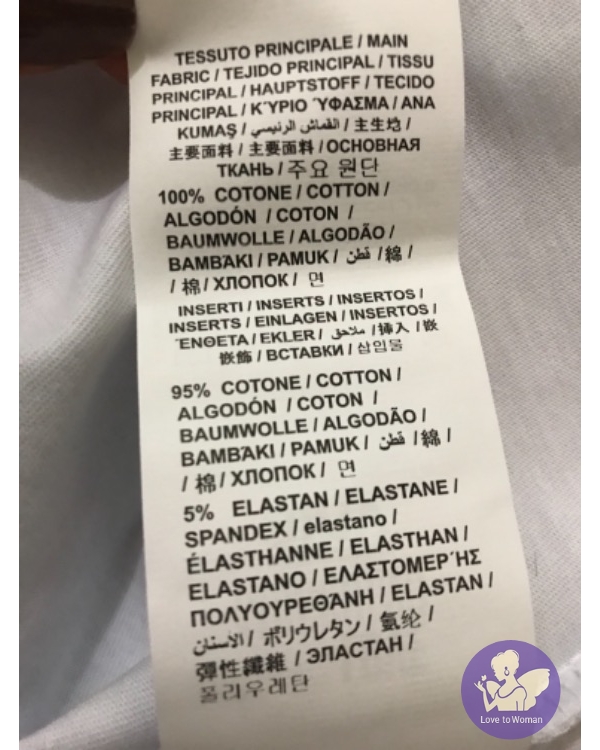 TESSUTO PRINCIPALE / MAIN
FABRIC / TEJIDO PRINCIPAL / TISSU
PRINCIPAL / HAUPTSTOFF / TECIDO
PRINCIPAL / ΚΎΡΙΟ ΎΦΑΣΜΑ / ANA
KUMAŞ / القماش الرئيسي / 主生地 /
主要面料 / 主要面料 / ОСНОВНАЯ
ТКАНЬ / 주요 원단
100% COTONE / COTTON /
ALGODÓN / COTON /
BAUMWOLLE / ALGODÃO /
ΒΑΜΒΆΚΙ / PAMUK / قطن / 綿 /
/ 棉 / ХЛОПОК / 면
INSERTI / INSERTS / INSERTOS /
INSERTS / EINLAGEN / INSERTOS /
ΈΝΘΕΤΑ / EKLER / ملاحق / 挿入 / 嵌
嵌飾 / ВСТАВКИ / 삽입물
95% COTONE / COTTON /
ALGODÓN / COTON /
BAUMWOLLE / ALGODÃO /
ΒΑΜΒΆΚΙ / PAMUK / قطن / 綿 /
/ 棉 / ХЛОПОК / 면
5% ELASTAN / ELASTANE /
SPANDEX / elastano /
ÉLASTHANNE / ELASTHAN /
ELASTANO / ΕΛΑΣΤΟΜΕΡΉΣ
ΠΟΛΥΟΥΡΕΘΆΝΗ / ELASTAN /
الأسنان / ポリウレタン / 氨纶 /
彈性纖維 / ЭЛАСТАН /
폴리우레탄
Love to Woman